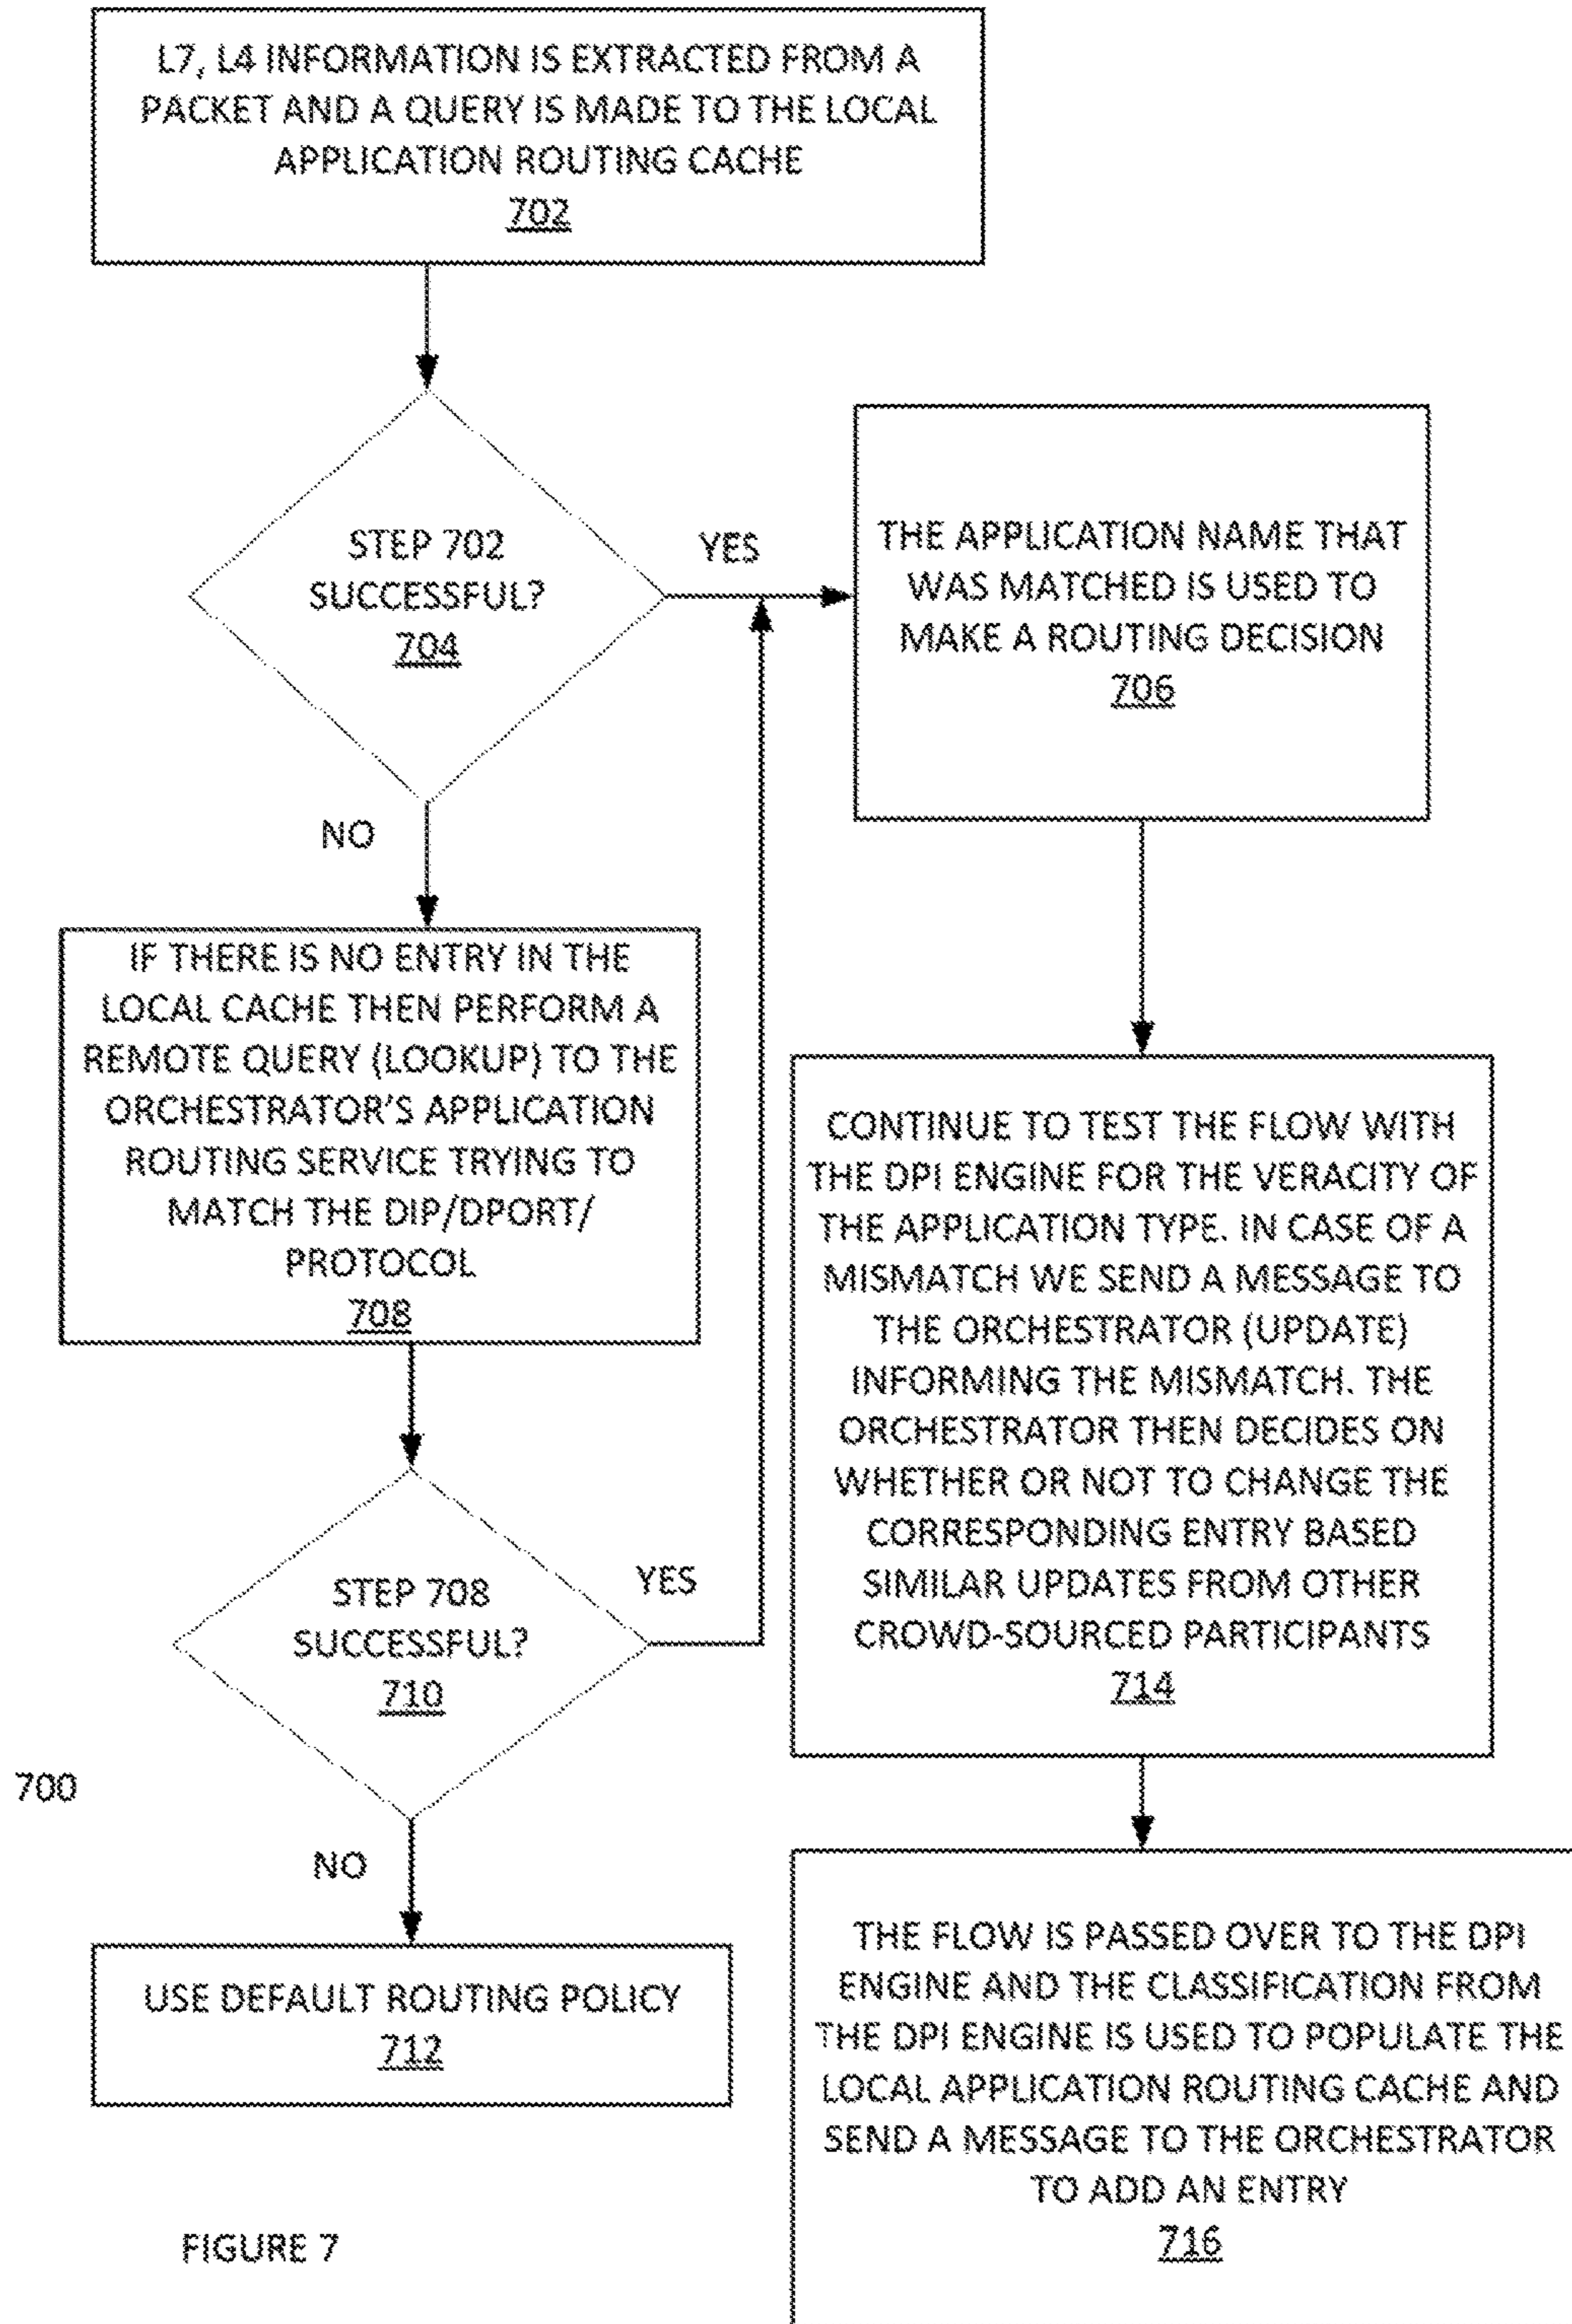 L7, L4 INFORMATION IS EXTRACTED FROM A
PACKET AND A QUERY IS MADE TO THE LOCAL
APPLICATION ROUTING CACHE
702
STEP 702
SUCCESSFUL?
704
YES
NO
THE APPLICATION NAME THAT
WAS MATCHED IS USED TO
MAKE A ROUTING DECISION
706
IF THERE IS NO ENTRY IN THE
LOCAL CACHE THEN PERFORM A
REMOTE QUERY (LOOKUP) TO THE
ORCHESTRATOR'S APPLICATION
ROUTING SERVICE TRYING TO
MATCH THE DIP/DPORT/
PROTOCOL
708
STEP 708
SUCCESSFUL?
710
YES
NO
USE DEFAULT ROUTING POLICY
712
CONTINUE TO TEST THE FLOW WITH
THE DPI ENGINE FOR THE VERACITY OF
THE APPLICATION TYPE. IN CASE OF A
MISMATCH WE SEND A MESSAGE TO
THE ORCHESTRATOR (UPDATE)
INFORMING THE MISMATCH. THE
ORCHESTRATOR THEN DECIDES ON
WHETHER OR NOT TO CHANGE THE
CORRESPONDING ENTRY BASED
SIMILAR UPDATES FROM OTHER
CROWD-SOURCED PARTICIPANTS
714
THE FLOW IS PASSED OVER TO THE DPI
ENGINE AND THE CLASSIFICATION FROM
THE DPI ENGINE IS USED TO POPULATE THE
LOCAL APPLICATION ROUTING CACHE AND
SEND A MESSAGE TO THE ORCHESTRATOR
TO ADD AN ENTRY
716
700
FIGURE 7